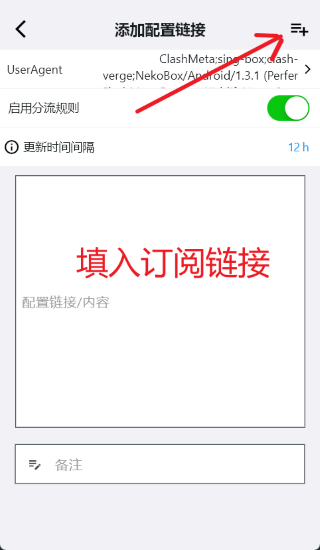 添加配置链接
UserAgent
ClashMeta;sing-box;clash-
verge;NekoBox/Android/1.3.1 (Prefer
启用分流规则
更新时间间隔
12 h
填入订阅链接
配置链接/内容
备注